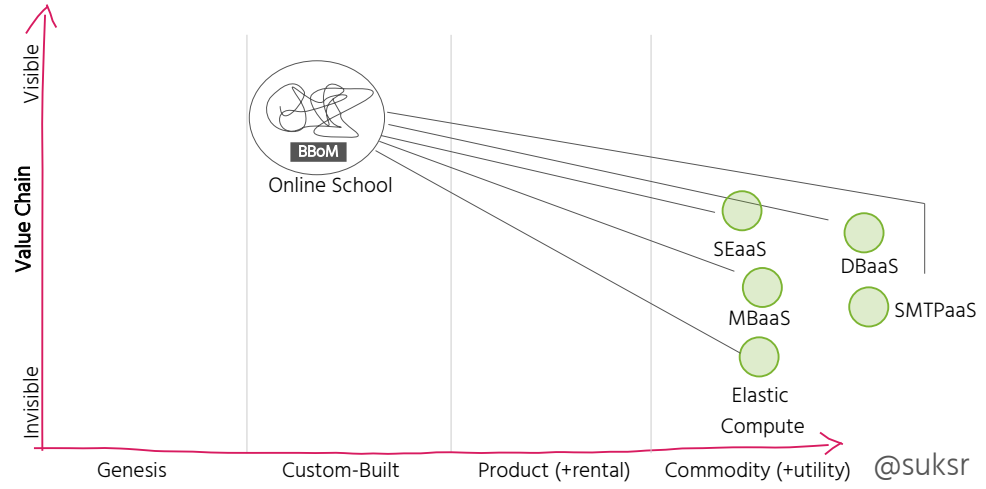 Visible
Value Chain
Invisible
BBoM
Online School
SEaaS
DBaaS
MBaaS
SMTPaaS
Elastic
Compute
Genesis
Custom-Built
Product (+rental)
Commodity (+utility)
@suksr